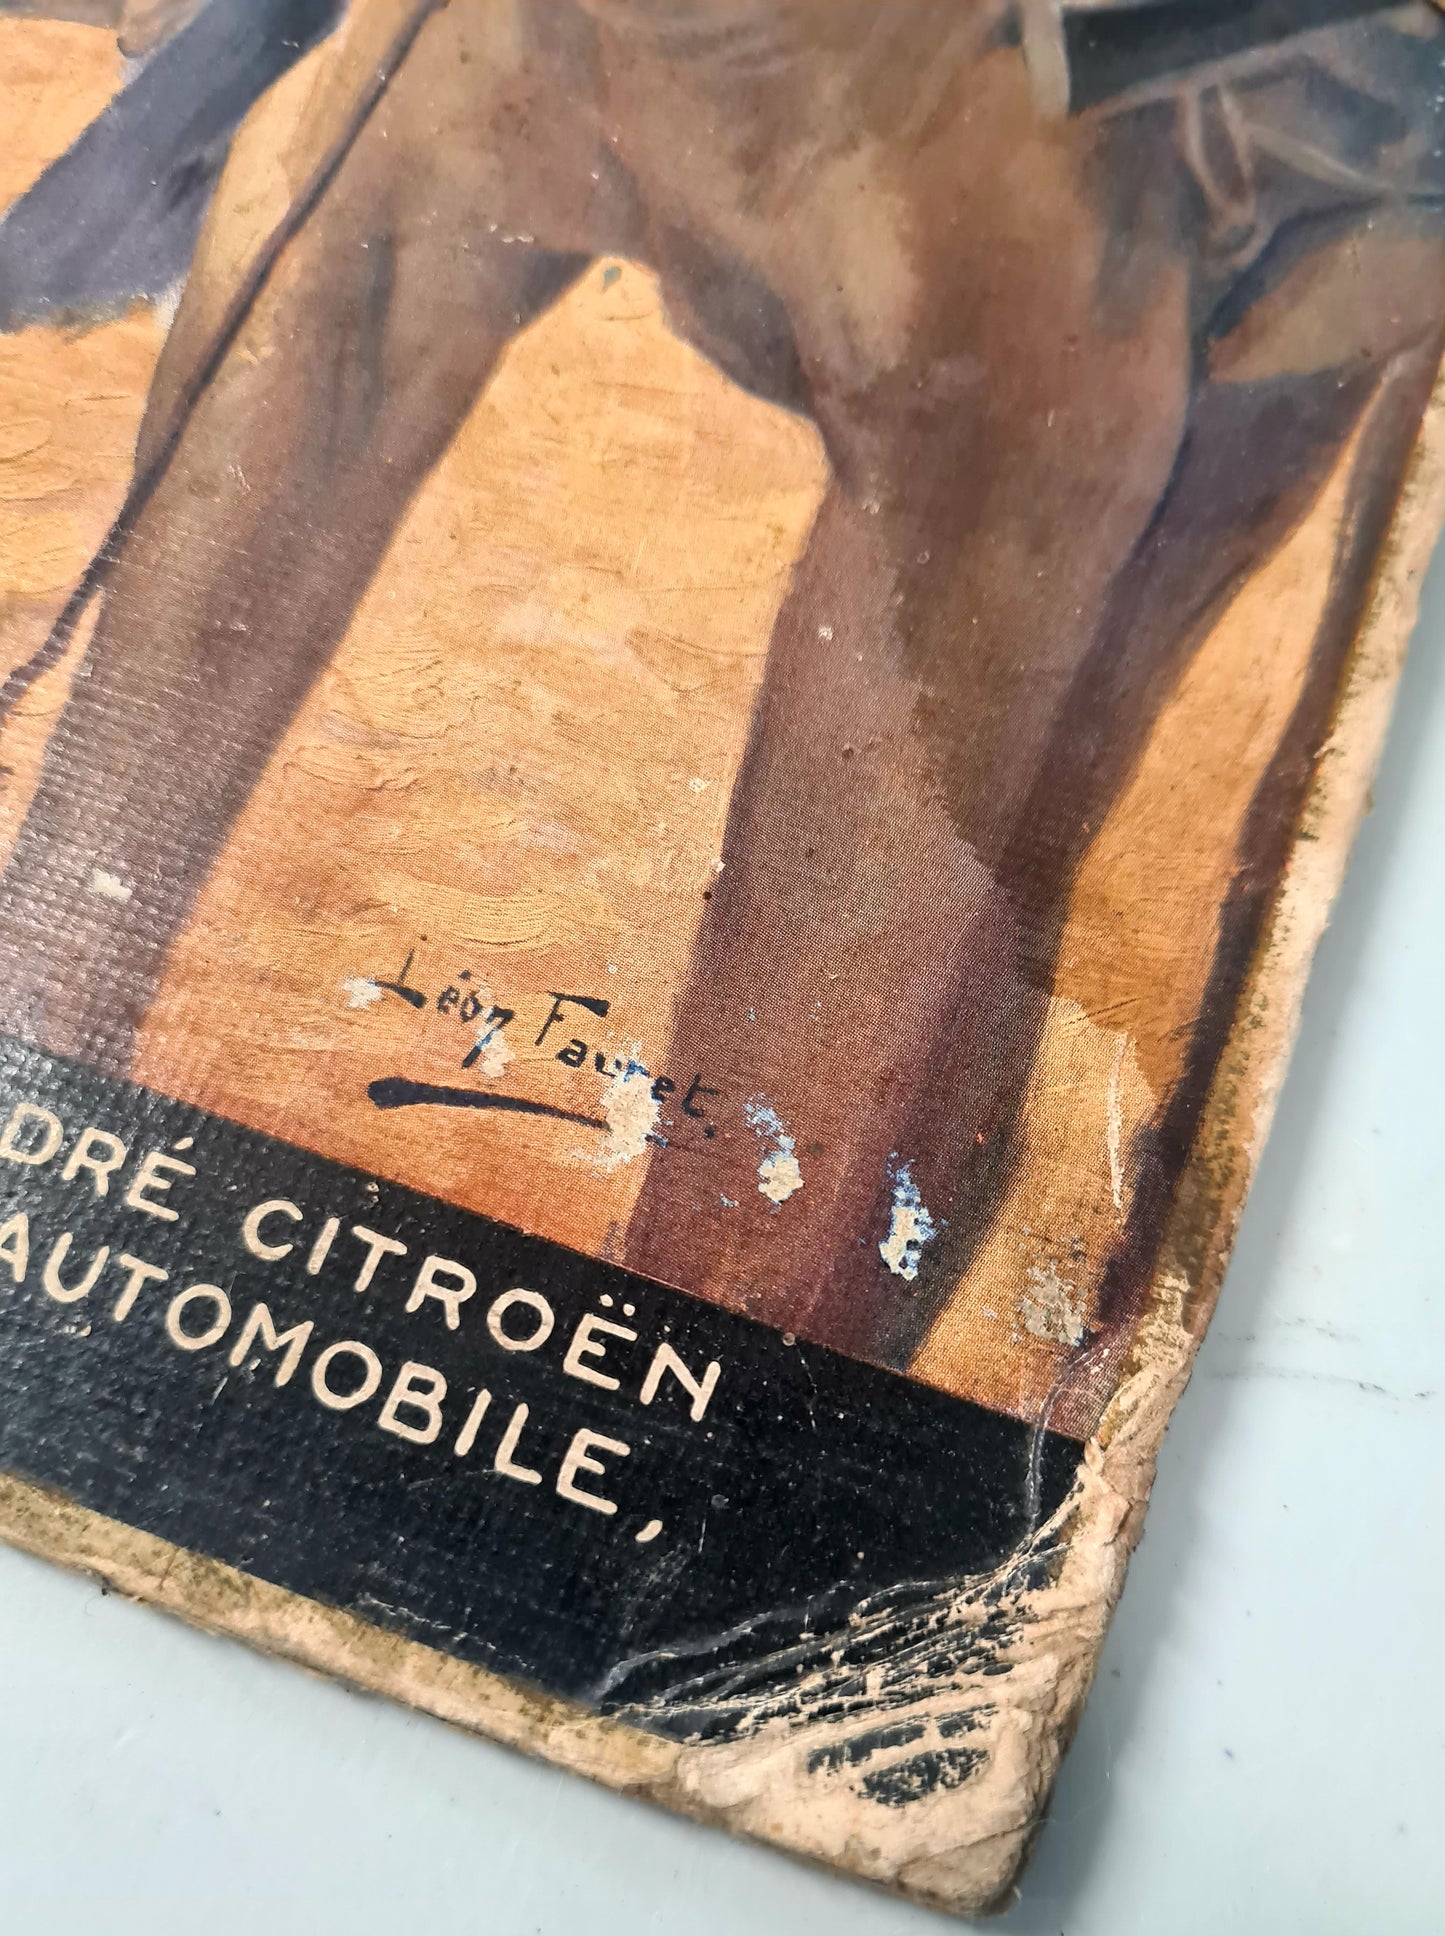 Léon Fauret.
DRÉ CITROËN
AUTOMOBILE,